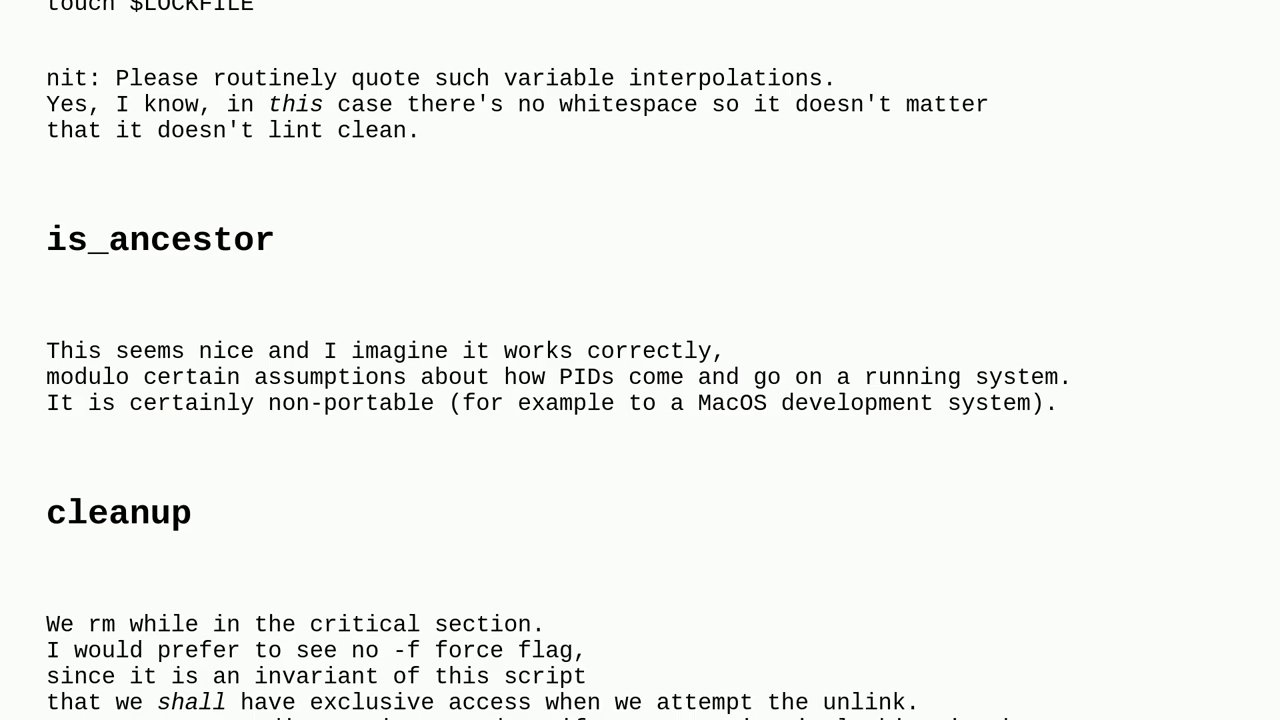 touch $LOCKFILE
nit: Please routinely quote such variable interpolations.
Yes, I know, in this case there's no whitespace so it doesn't matter
that it doesn't lint clean.
is_ancestor
This seems nice and I imagine it works correctly,
modulo certain assumptions about how PIDs come and go on a running system.
It is certainly non-portable (for example to a MacOS development system).
cleanup
We rm while in the critical section.
I would prefer to see no -f force flag,
since it is an invariant of this script
that we shall have exclusive access when we attempt the unlink.